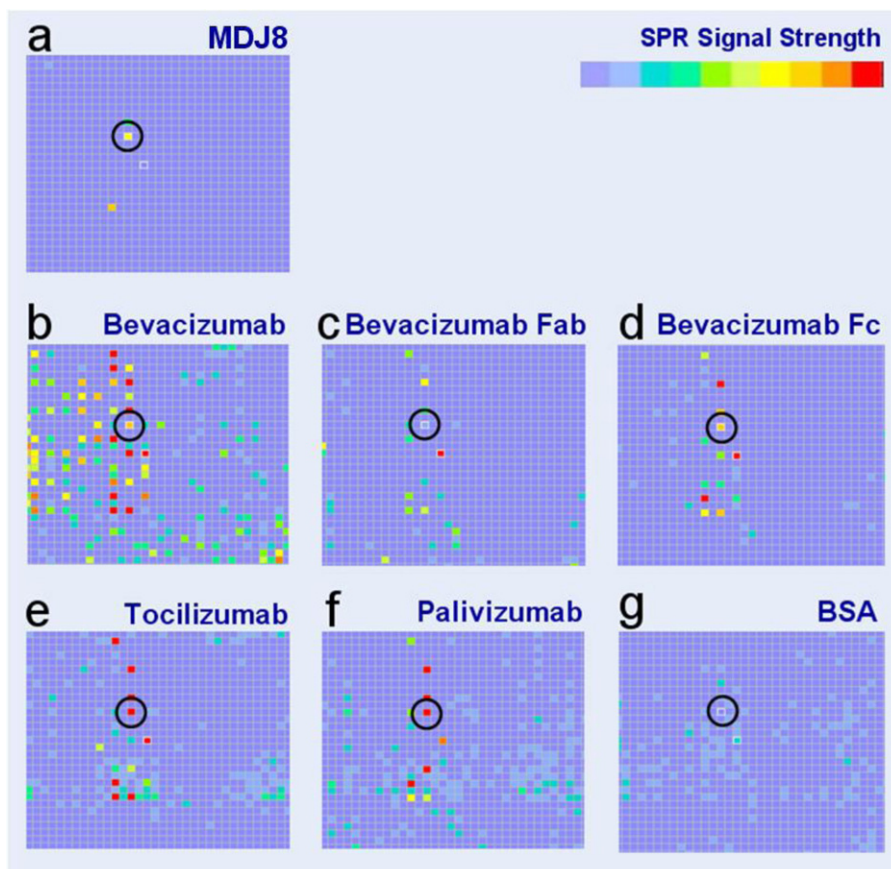 a MDJ8
SPR Signal Strength
b Bevacizumab
c Bevacizumab Fab
d Bevacizumab Fc
e Tocilizumab
f Palivizumab
g BSA